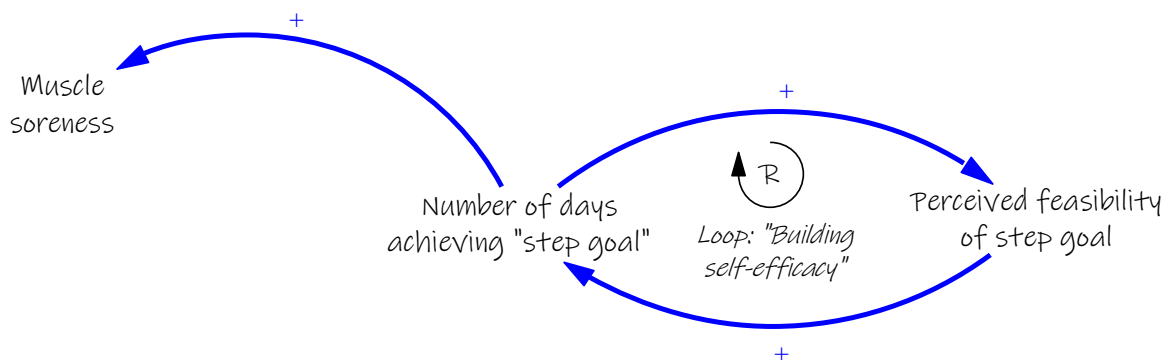 +
Muscle
soreness
+
R
Number of days
achieving "step goal"
Loop: "Building
self-efficacy"
Perceived feasibility
of step goal
+